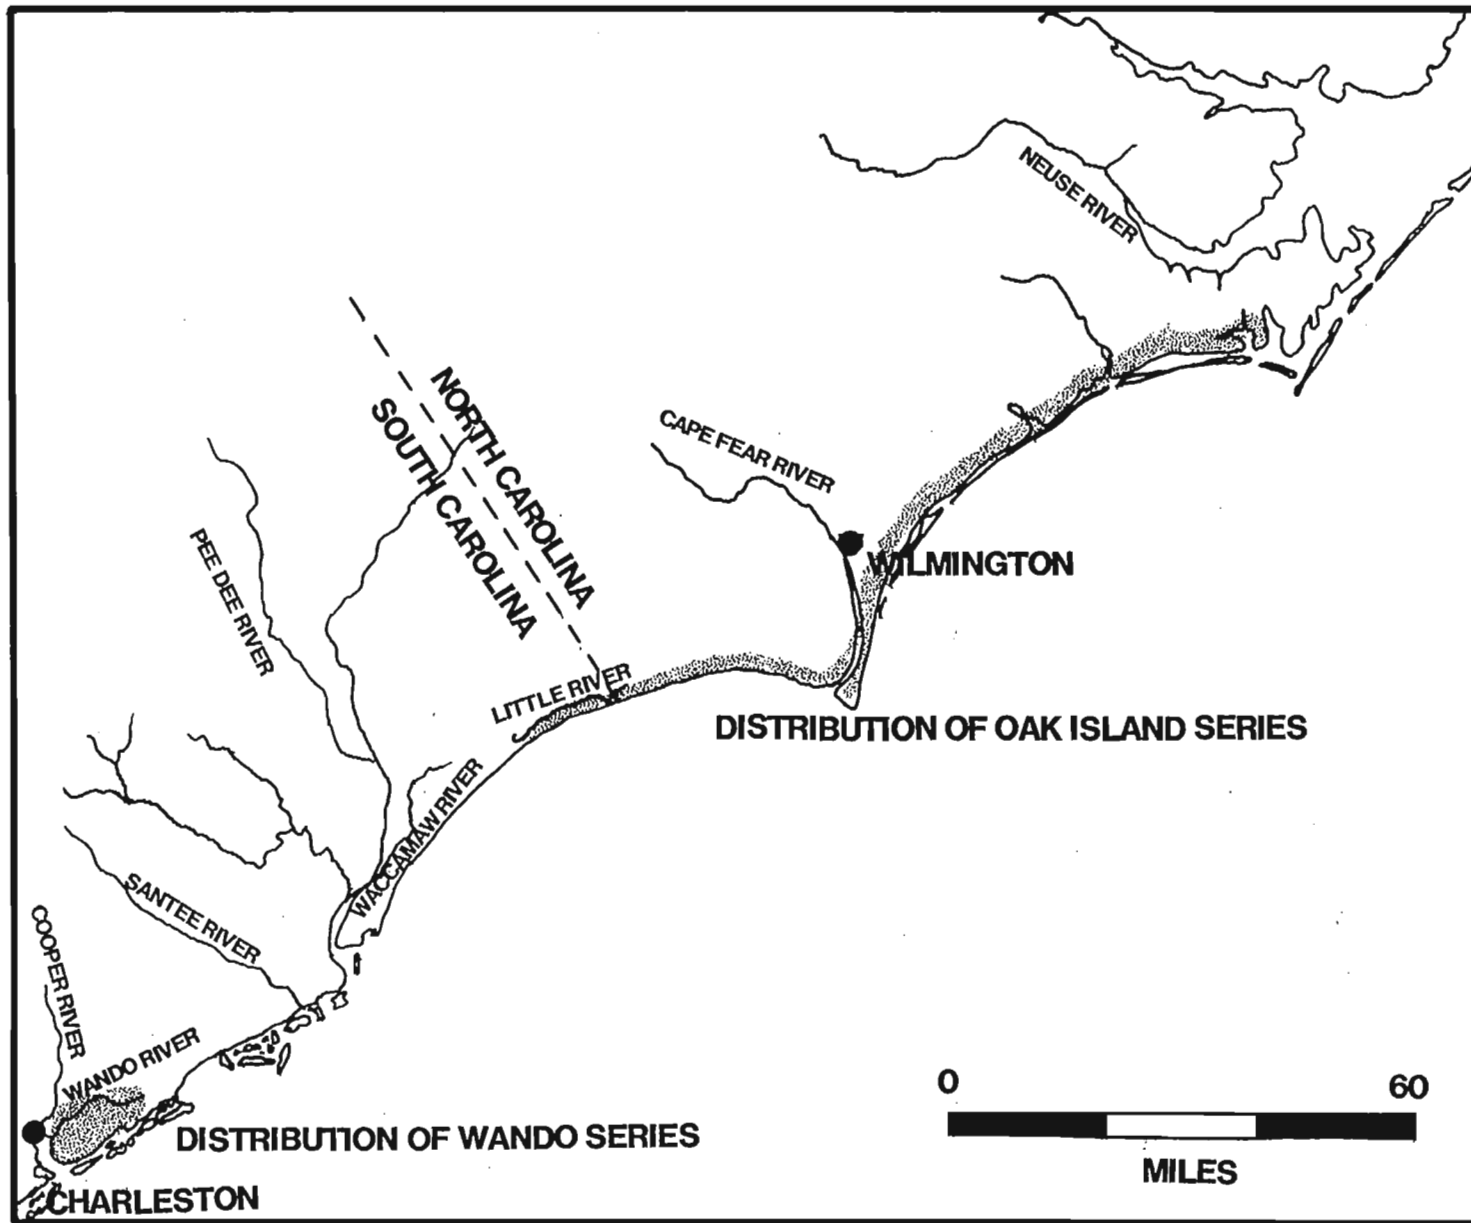 NEUSE RIVER
NORTH CAROLINA
SOUTH CAROLINA
CAPE FEAR RIVER
PEE DEE RIVER
WILMINGTON
LITTLE RIVER
DISTRIBUTION OF OAK ISLAND SERIES
WACCAMAW RIVER
SANTEE RIVER
COOPER RIVER
WANDO RIVER
0 60
MILES
DISTRIBUTION OF WANDO SERIES
CHARLESTON